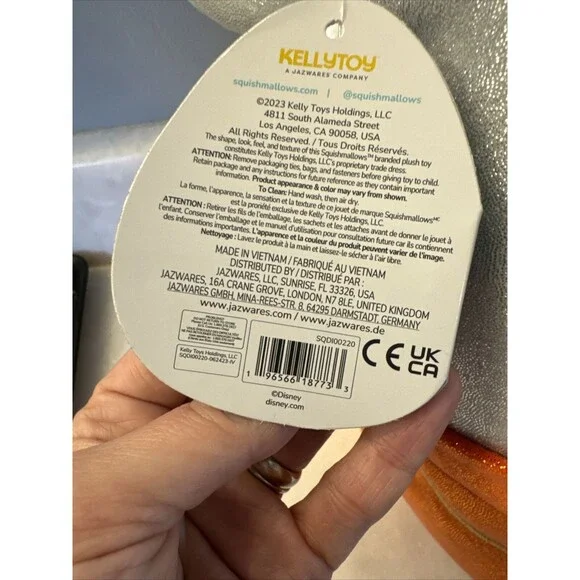 KELLYTOY
A JAZWARES COMPANY
squishmallows.com | @squishmallows
©2023 Kelly Toys Holdings, LLC
4811 South Alameda Street
Los Angeles, CA 90058, USA
All Rights Reserved. / Tous Droits Réservés.
The shape, look, feel, and texture of this Squishmallows™ branded plush toy
constitutes Kelly Toys Holdings, LLC's proprietary trade dress.
ATTENTION: Remove packaging ties, bags, and fasteners before giving toy to child.
Retain package and any instructions for future reference as they contain important
information. Product appearance & color may vary from shown.
To Clean: Hand wash, then air dry.
La forme, l'apparence, la sensation et la texture de ce jouet de marque Squishmallowsᴹᶜ
est la propriété exclusive de Kelly Toys Holdings, LLC.
ATTENTION : Retirer les fils de l'emballage, les sachets et les attaches avant de donner le jouet à
l'enfant. Conserver l'emballage et le manuel d'utilisation pour consultation future car ils contiennent
des informations importantes. L'apparence et la couleur du produit peuvent varier de l'image.
Nettoyage : Lavez le produit à la main et laissez-le sécher à l'air libre.
MADE IN VIETNAM / FABRIQUÉ AU VIETNAM
DISTRIBUTED BY / DISTRIBUÉ PAR :
JAZWARES, LLC, SUNRISE, FL 33326, USA
JAZWARES, 16A CRANE GROVE, LONDON, N7 8LE, UNITED KINGDOM
JAZWARES GMBH, MINA-REES-STR. 8, 64295 DARMSTADT, GERMANY
www.jazwares.com / www.jazwares.de
Kelly Toys Holdings, LLC
SQDI00220-062423-IV
SQDI00220
1 96566 18773 3
CE UK CA
©Disney
disney.com